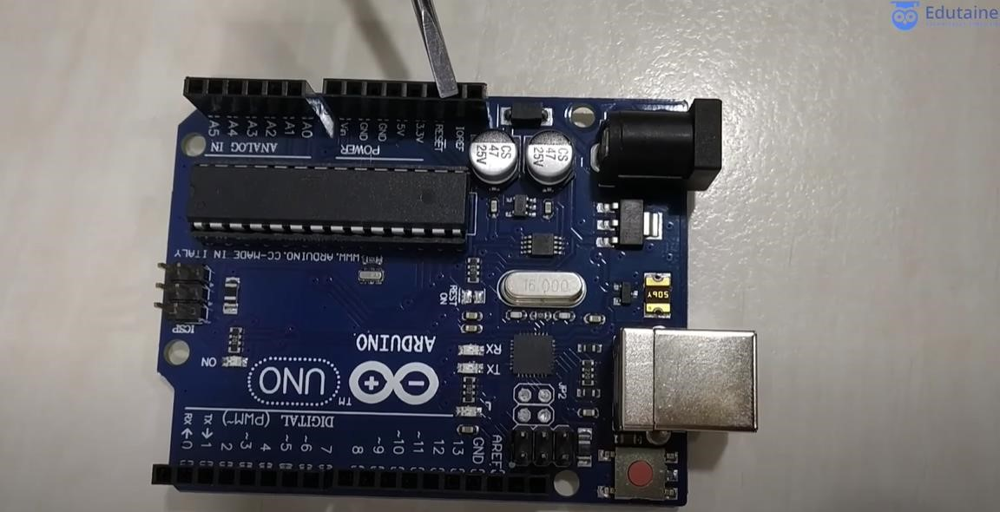 Edutaine
A5 A4 A3 A2 A1 A0
Vin GND GND 5V 3.3V RESET IOREF
ANALOG IN
POWER
CS
47
25V
CS
47
25V
WWW.ARDUINO.CC-MADE IN ITALY
16.000
REST
ON
ICSP
ON
ARDUINO
UNO
TM
RX
TX
JP2
DIGITAL (PWM~)
RX←0 TX→1 2 ~3 4 ~5 ~6 7 8 ~9 ~10 ~11 12 13 GND AREF